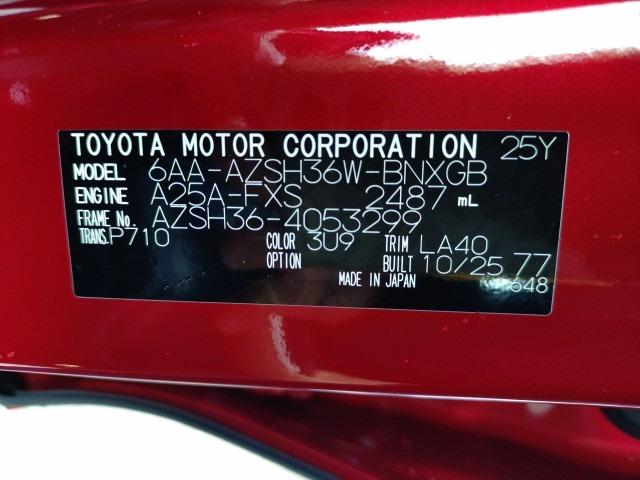 TOYOTA MOTOR CORPORATION 25Y
MODEL 6AA-AZSH36W-BNXGB
ENGINE A25A-FXS 2487 mL
FRAME No. AZSH36-4053299
TRANS. P710 COLOR 3U9 TRIM LA40
OPTION BUILT 10/25 77
MADE IN JAPAN 648